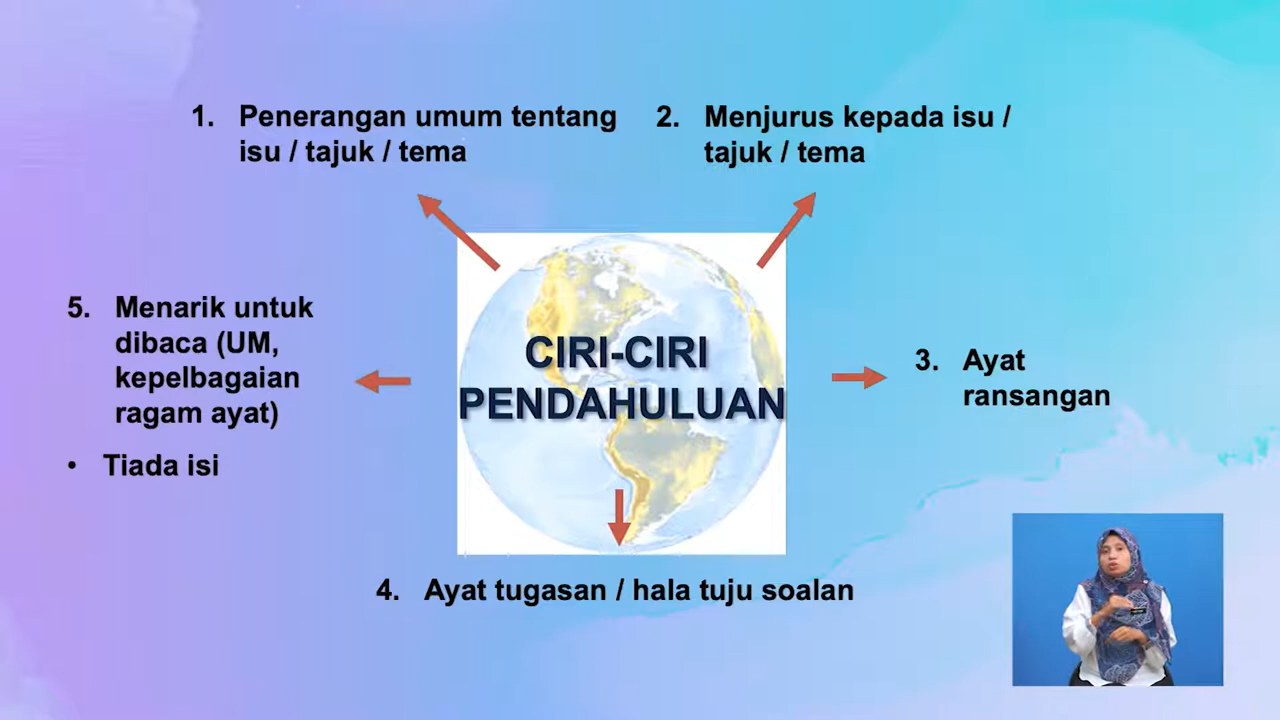 1. Penerangan umum tentang
isu / tajuk / tema
2. Menjurus kepada isu /
tajuk / tema
CIRI-CIRI
PENDAHULUAN
3. Ayat
ransangan
4. Ayat tugasan / hala tuju soalan
5. Menarik untuk
dibaca (UM,
kepelbagaian
ragam ayat)
• Tiada isi